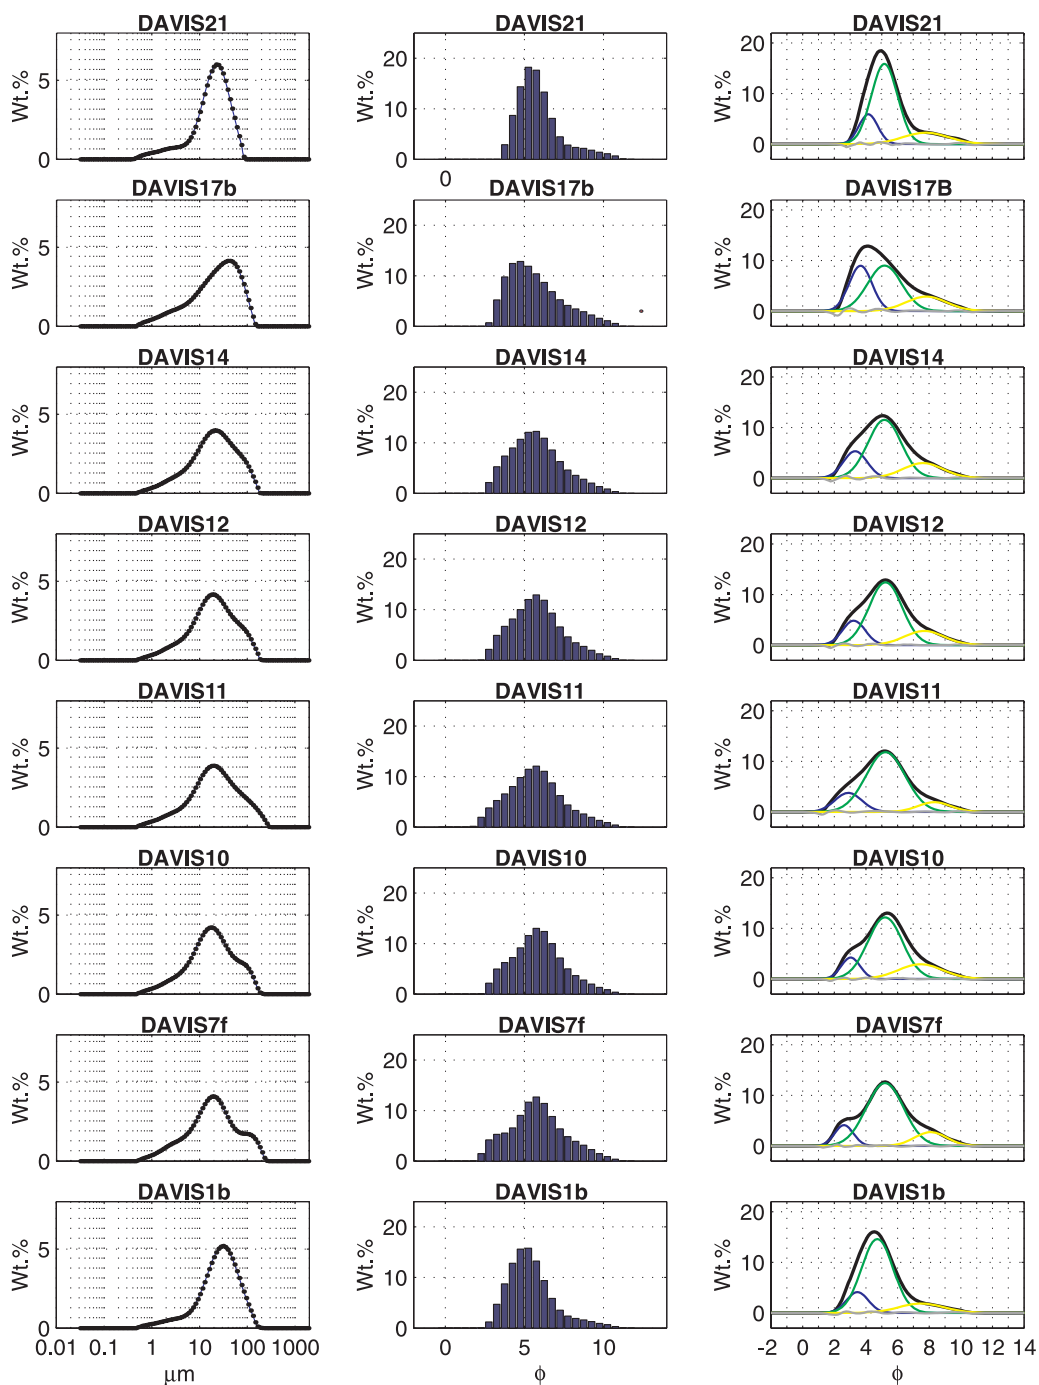 DAVIS21 DAVIS21 DAVIS21
Wt.% 5 0
Wt.% 20 10 0
Wt.% 20 10 0
0
DAVIS17b DAVIS17b DAVIS17B
Wt.% 5 0
Wt.% 20 10 0
Wt.% 20 10 0
DAVIS14 DAVIS14 DAVIS14
Wt.% 5 0
Wt.% 20 10 0
Wt.% 20 10 0
DAVIS12 DAVIS12 DAVIS12
Wt.% 5 0
Wt.% 20 10 0
Wt.% 20 10 0
DAVIS11 DAVIS11 DAVIS11
Wt.% 5 0
Wt.% 20 10 0
Wt.% 20 10 0
DAVIS10 DAVIS10 DAVIS10
Wt.% 5 0
Wt.% 20 10 0
Wt.% 20 10 0
DAVIS7f DAVIS7f DAVIS7f
Wt.% 5 0
Wt.% 20 10 0
Wt.% 20 10 0
DAVIS1b DAVIS1b DAVIS1b
Wt.% 5 0
Wt.% 20 10 0
Wt.% 20 10 0
0.01 0.1 1 10 100 1000
0 5 10
-2 0 2 4 6 8 10 12 14
μm ϕ ϕ